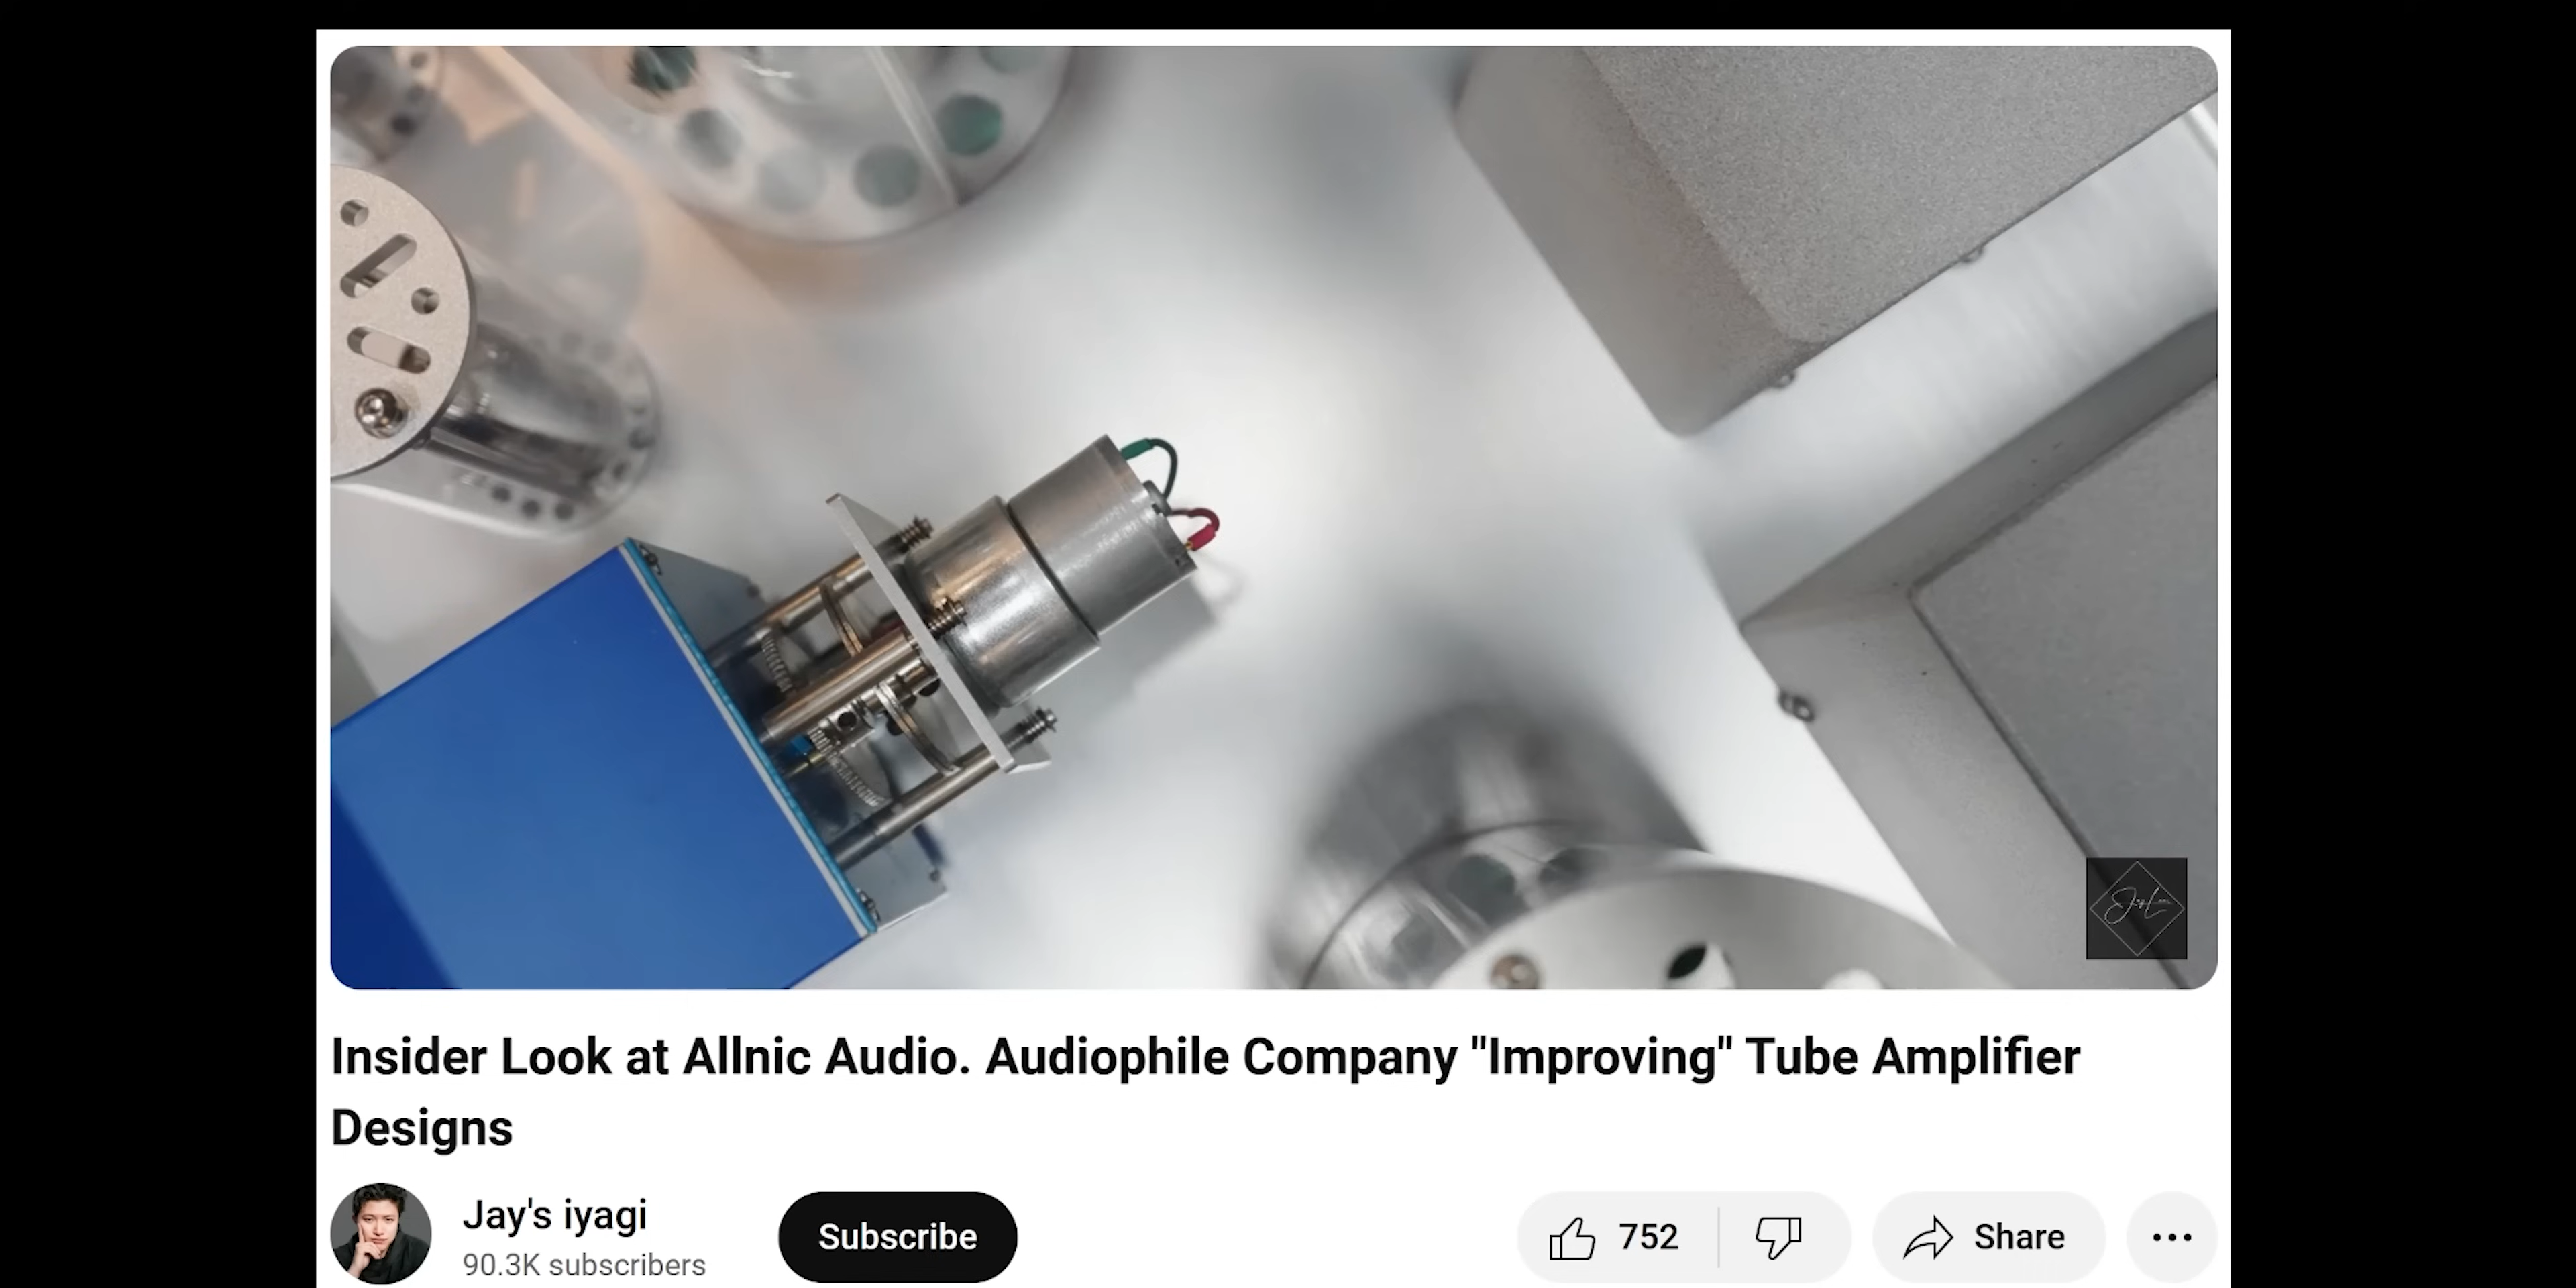 Insider Look at Allnic Audio. Audiophile Company "Improving" Tube Amplifier
Designs
Jay's iyagi
90.3K subscribers
Subscribe
752
Share